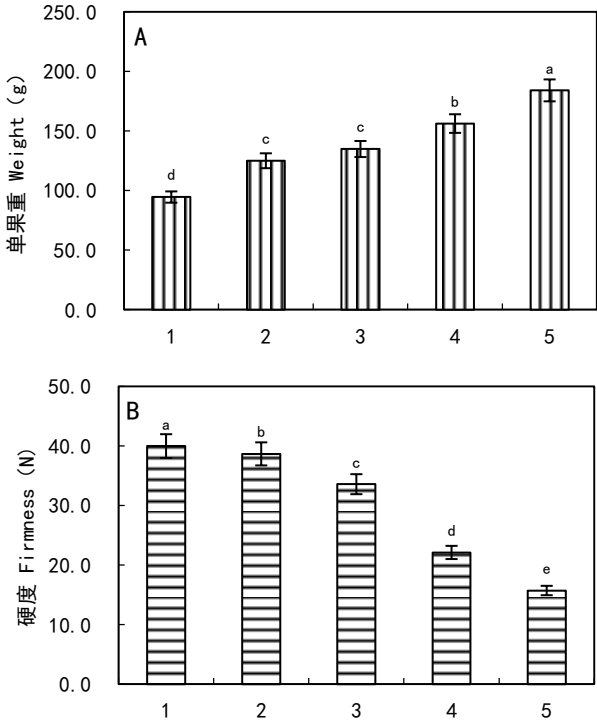 250.0
A
a
200.0
b
c
c
150.0
d
100.0
50.0
0.0
1 2 3 4 5
单果重 Weight (g)
50.0
B
a
b
40.0
c
30.0
d
20.0
e
10.0
0.0
1 2 3 4 5
硬度 Firmness (N)